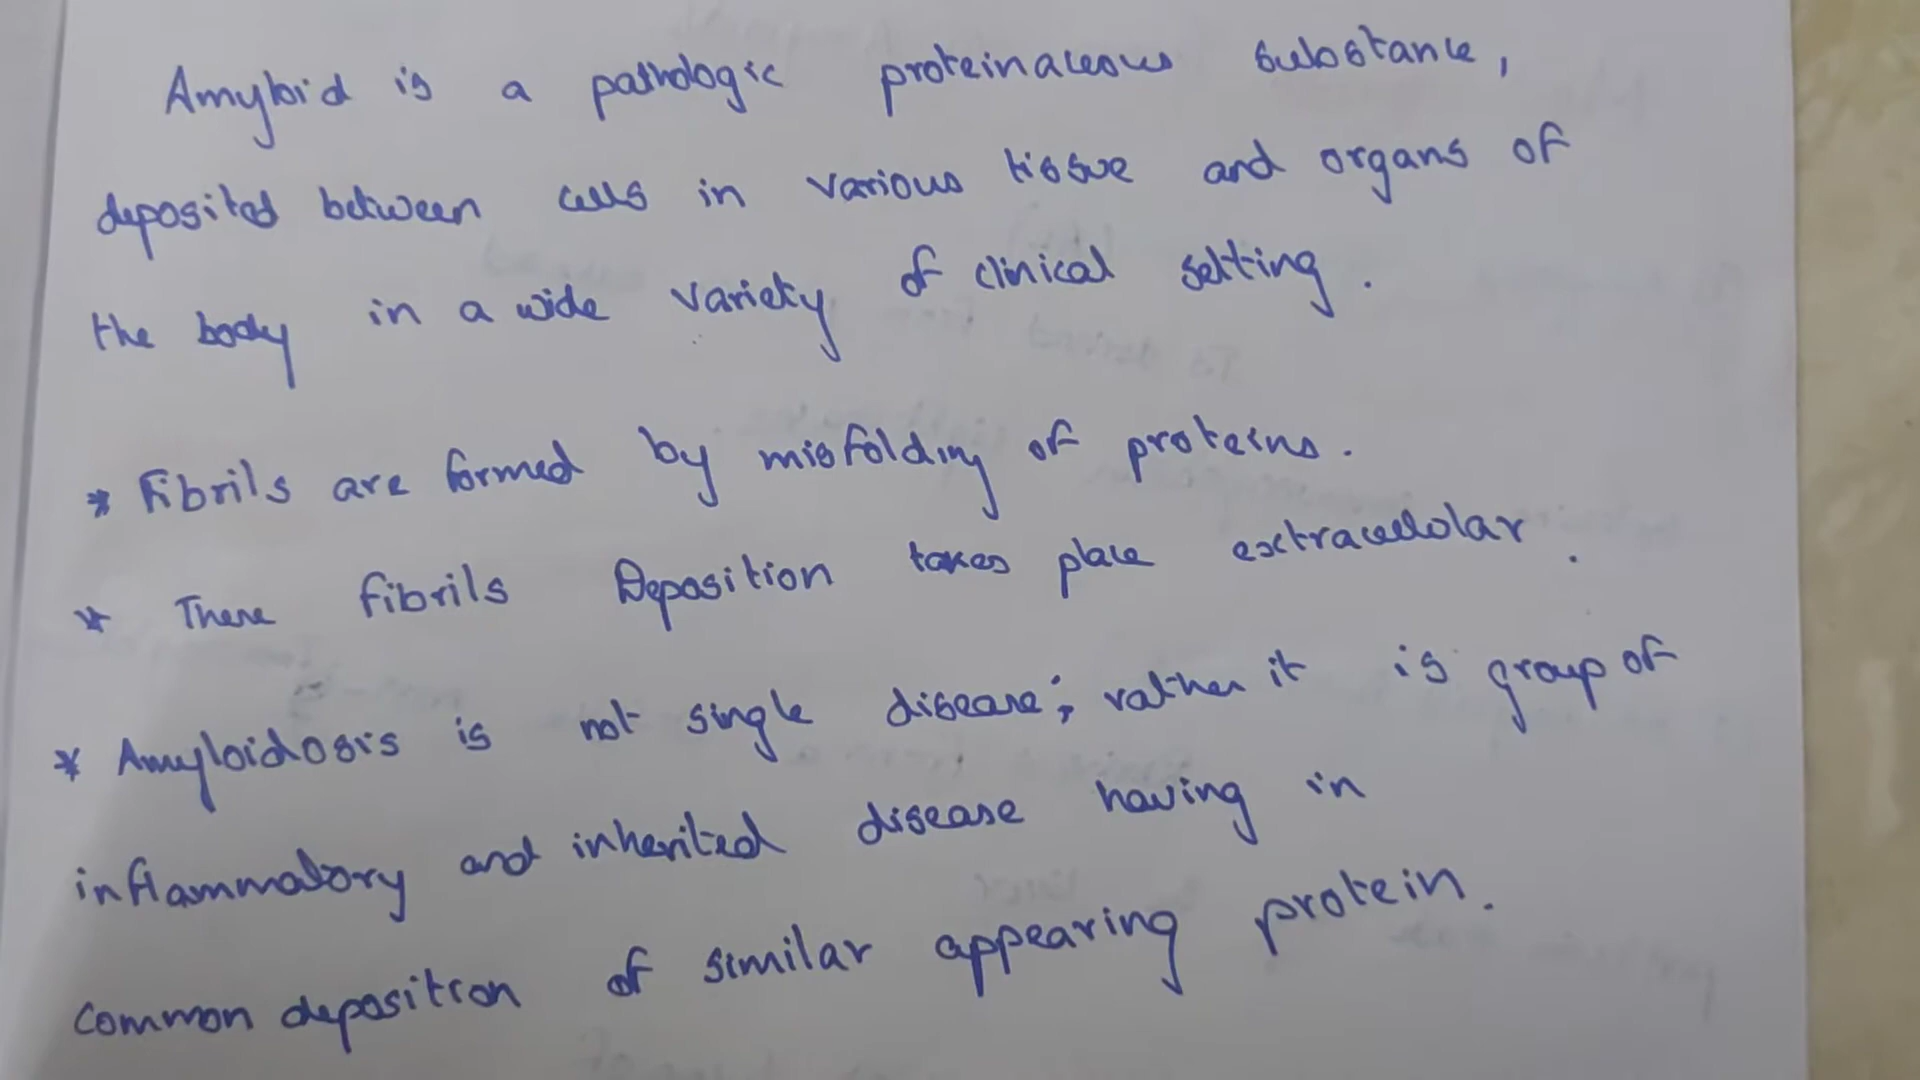 Amyloid is a pathologic proteinaceous substance,
deposited between cells in various tissue and organs of
the body in a wide variety of clinical setting.
* Fibrils are formed by misfolding of proteins.
* There fibrils Deposition takes place extracellolar.
* Amyloidosis is not single disease; rather it is group of
inflammatory and inherited disease having in
common deposition of similar appearing protein.